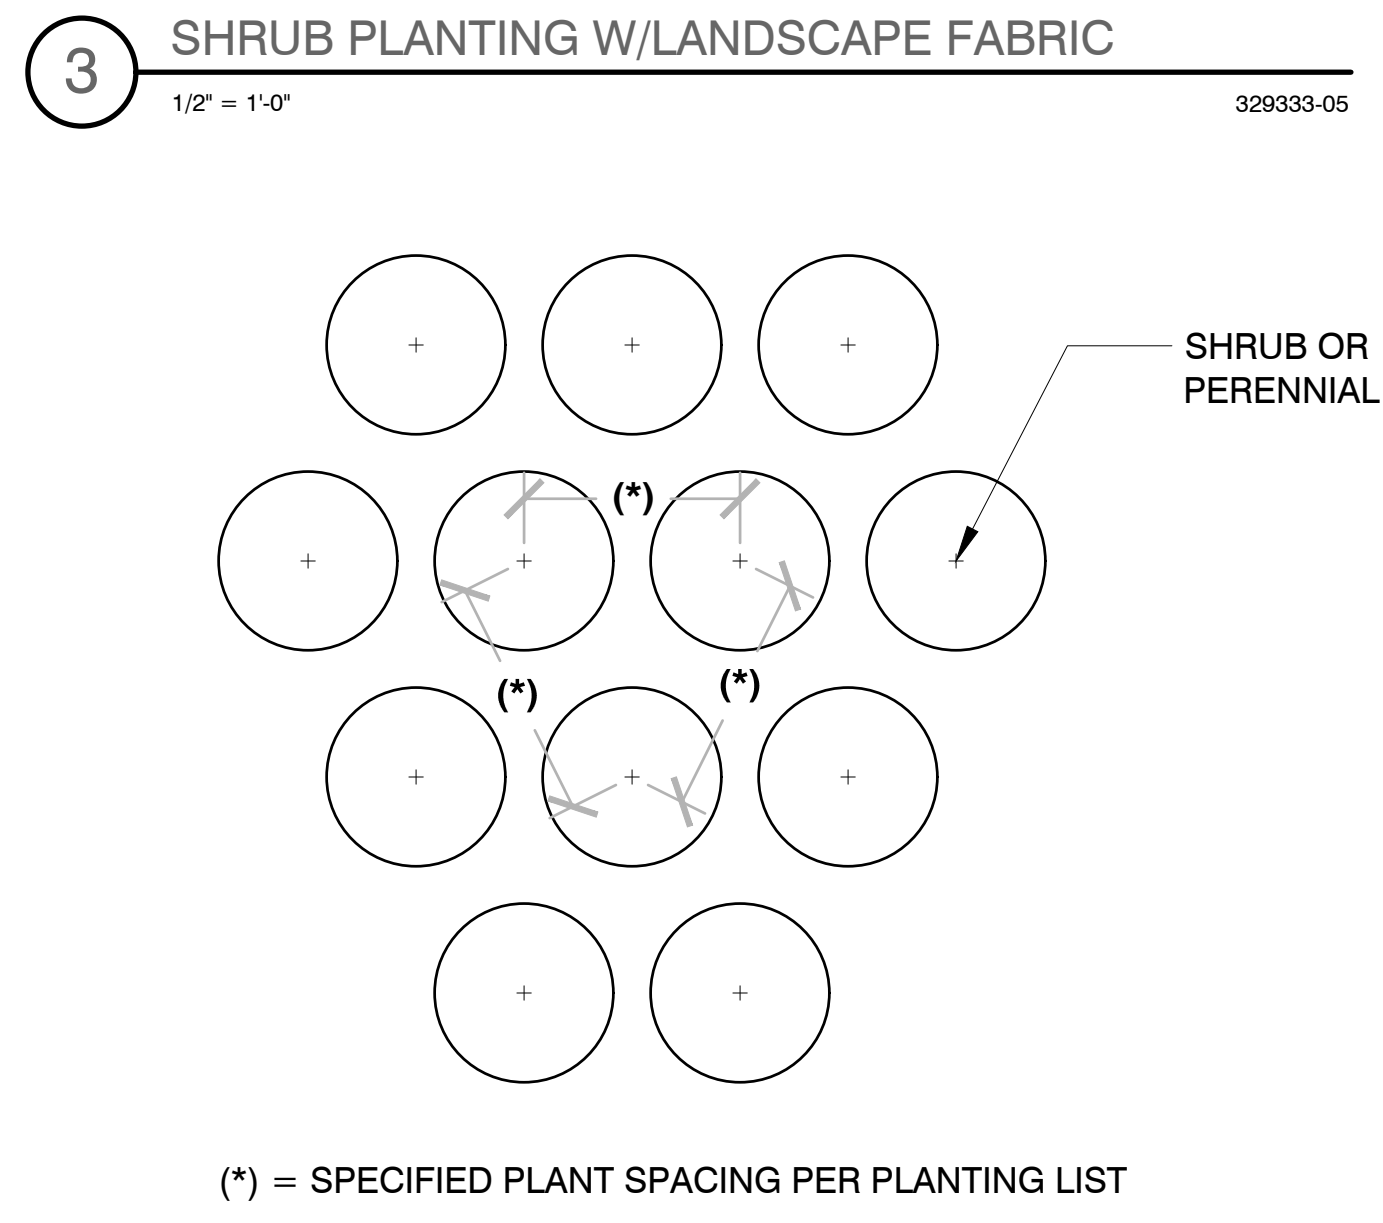 3
SHRUB PLANTING W/LANDSCAPE FABRIC
1/2" = 1'-0"
329333-05
SHRUB OR
PERENNIAL
(*)
(*)
(*)
(*) = SPECIFIED PLANT SPACING PER PLANTING LIST